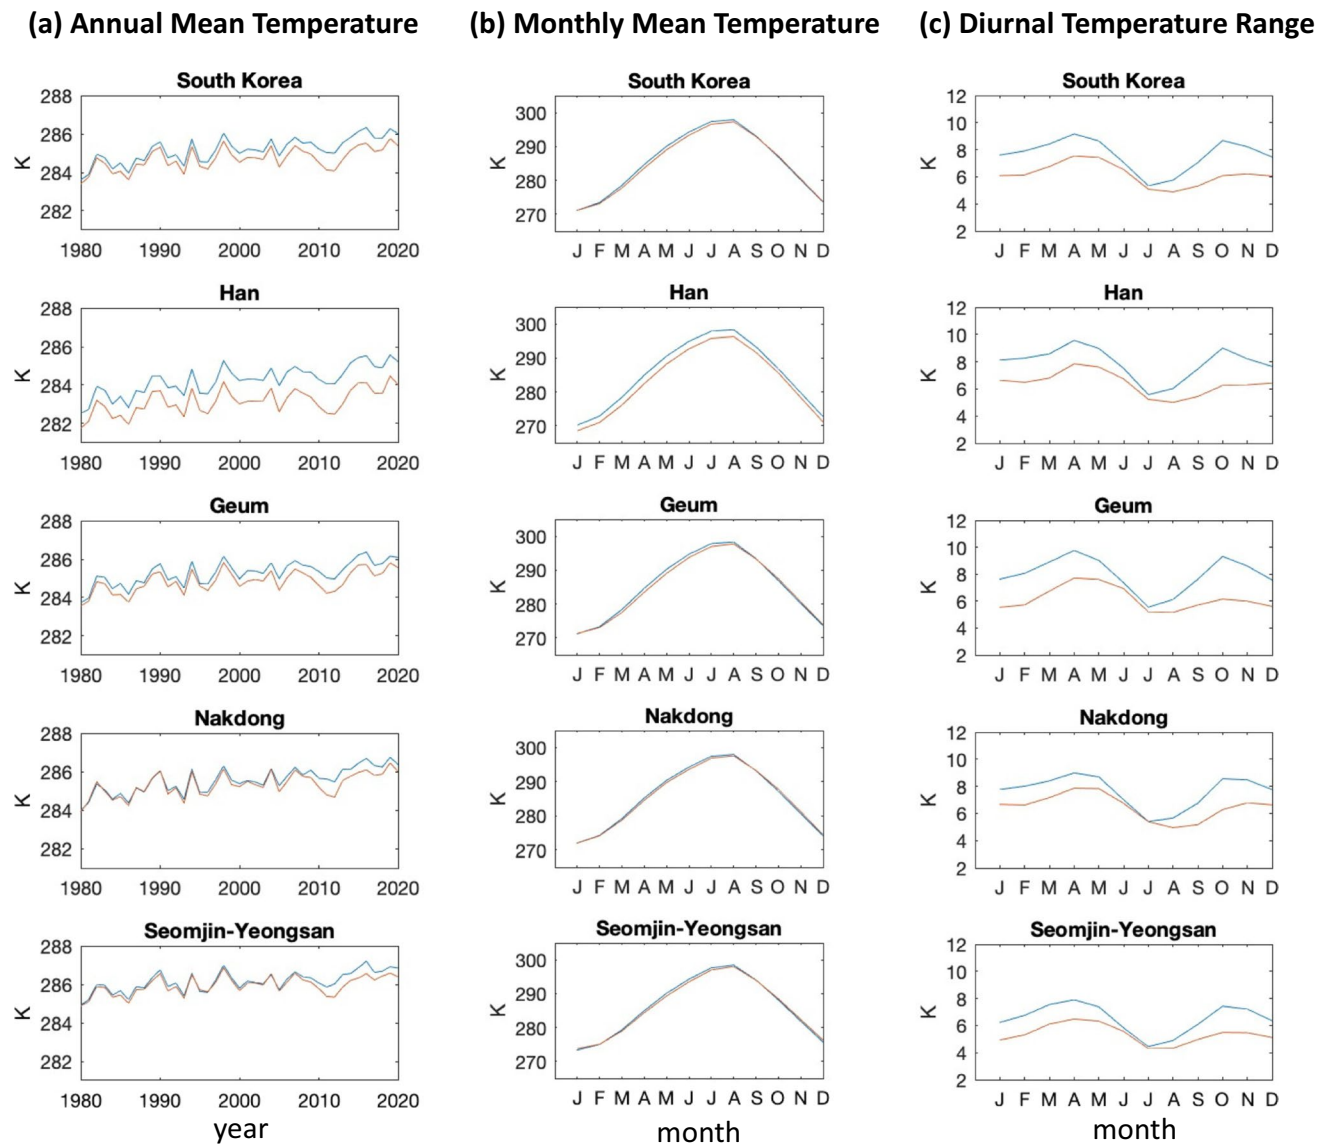 (a) Annual Mean Temperature
(b) Monthly Mean Temperature
(c) Diurnal Temperature Range
South Korea
288
286
284
282
K
1980 1990 2000 2010 2020
South Korea
300
290
280
270
K
J F M A M J J A S O N D
South Korea
12
10
8
6
4
2
K
J F M A M J J A S O N D
Han
288
286
284
282
K
1980 1990 2000 2010 2020
Han
300
290
280
270
K
J F M A M J J A S O N D
Han
12
10
8
6
4
2
K
J F M A M J J A S O N D
Geum
288
286
284
282
K
1980 1990 2000 2010 2020
Geum
300
290
280
270
K
J F M A M J J A S O N D
Geum
12
10
8
6
4
2
K
J F M A M J J A S O N D
Nakdong
288
286
284
282
K
1980 1990 2000 2010 2020
Nakdong
300
290
280
270
K
J F M A M J J A S O N D
Nakdong
12
10
8
6
4
2
K
J F M A M J J A S O N D
Seomjin-Yeongsan
288
286
284
282
K
1980 1990 2000 2010 2020
year
Seomjin-Yeongsan
300
290
280
270
K
J F M A M J J A S O N D
month
Seomjin-Yeongsan
12
10
8
6
4
2
K
J F M A M J J A S O N D
month